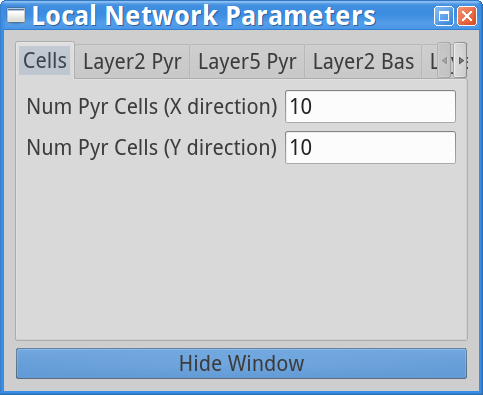 Local Network Parameters
Cells Layer2 Pyr Layer5 Pyr Layer2 Bas
Num Pyr Cells (X direction) 10
Num Pyr Cells (Y direction) 10
Hide Window